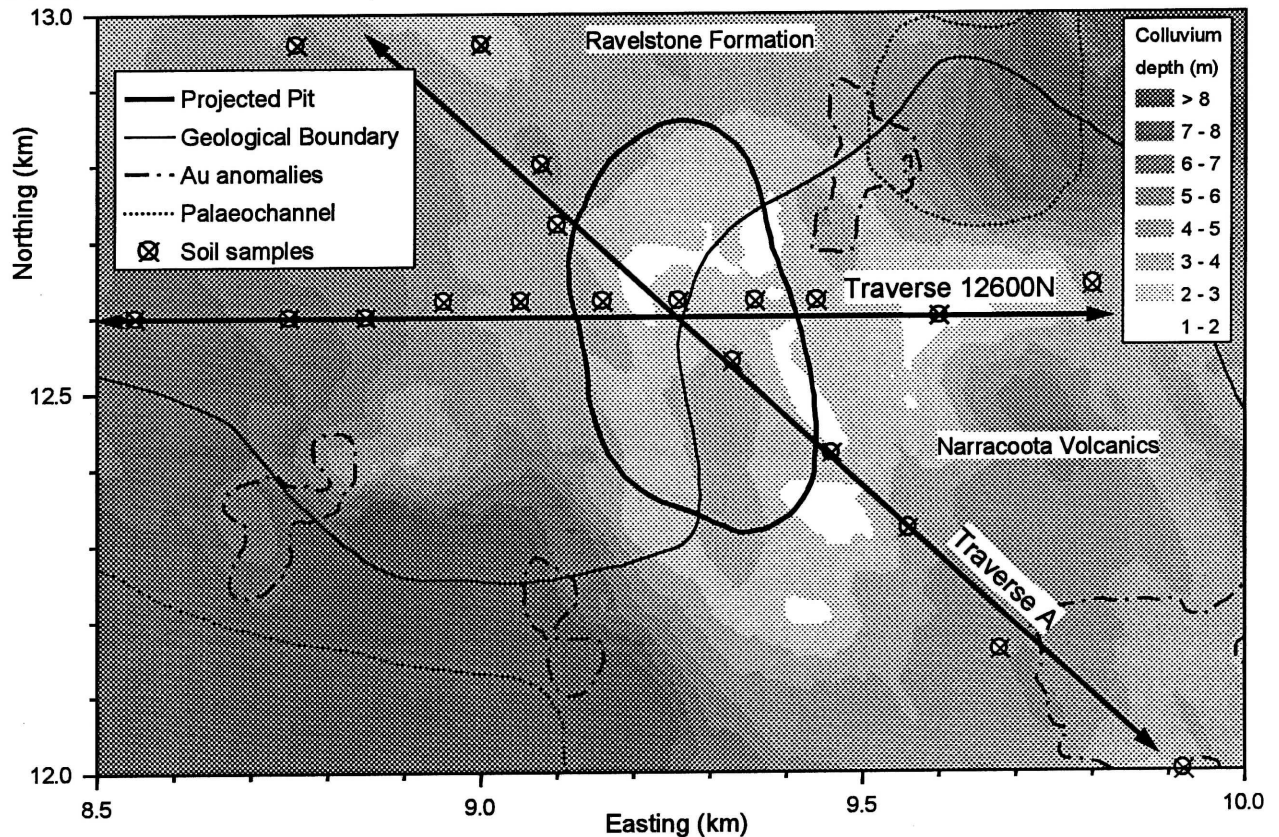 13.0
Ravelstone Formation
Colluvium
depth (m)
> 8
7 - 8
6 - 7
5 - 6
4 - 5
3 - 4
2 - 3
1 - 2
Projected Pit
Geological Boundary
Au anomalies
Palaeochannel
Soil samples
Northing (km)
Traverse 12600N
12.5
Narracoota Volcanics
Traverse A
12.0
8.5
9.0
9.5
10.0
Easting (km)